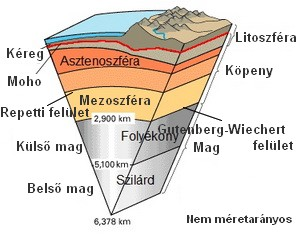 Litoszféra
Kéreg
Asztenoszféra
Moho
Köpeny
Repetti felület
Mezoszféra
2,900 km
Gutenberg-Wiechert
felület
Folyékony
Külső mag
Mag
5,100 km
Szilárd
Belső mag
6,378 km
Nem méretarányos